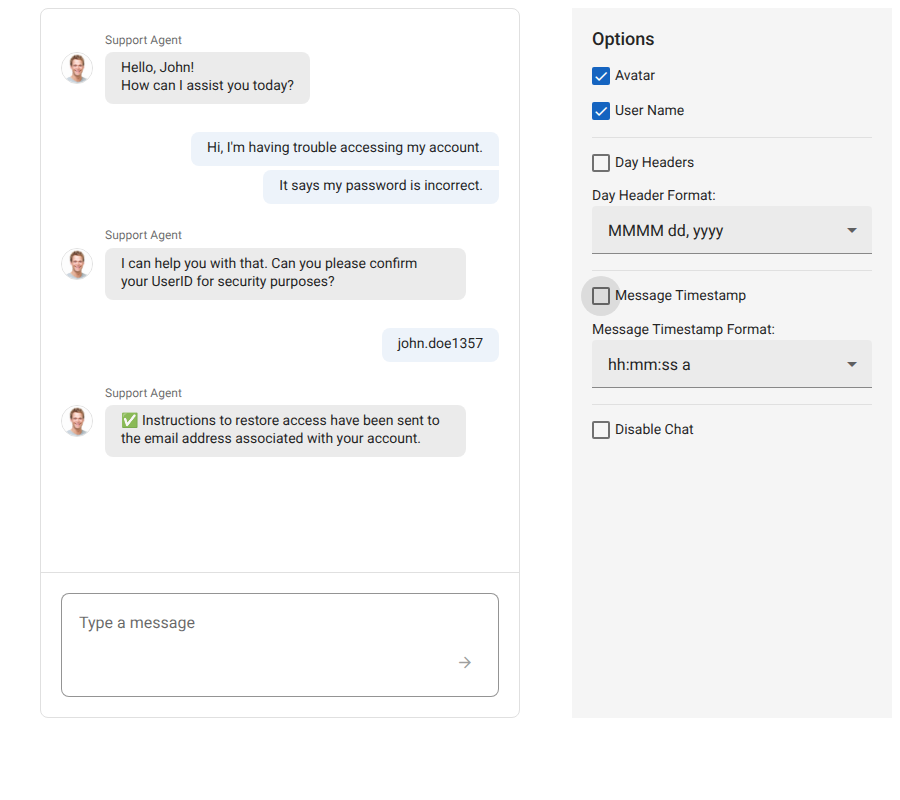 Support Agent
Hello, John!
How can I assist you today?
Hi, I'm having trouble accessing my account.
It says my password is incorrect.
Support Agent
I can help you with that. Can you please confirm
your UserID for security purposes?
john.doe1357
Support Agent
✅ Instructions to restore access have been sent to
the email address associated with your account.
Type a message
Options
Avatar
User Name
Day Headers
Day Header Format:
MMMM dd, yyyy
Message Timestamp
Message Timestamp Format:
hh:mm:ss a
Disable Chat